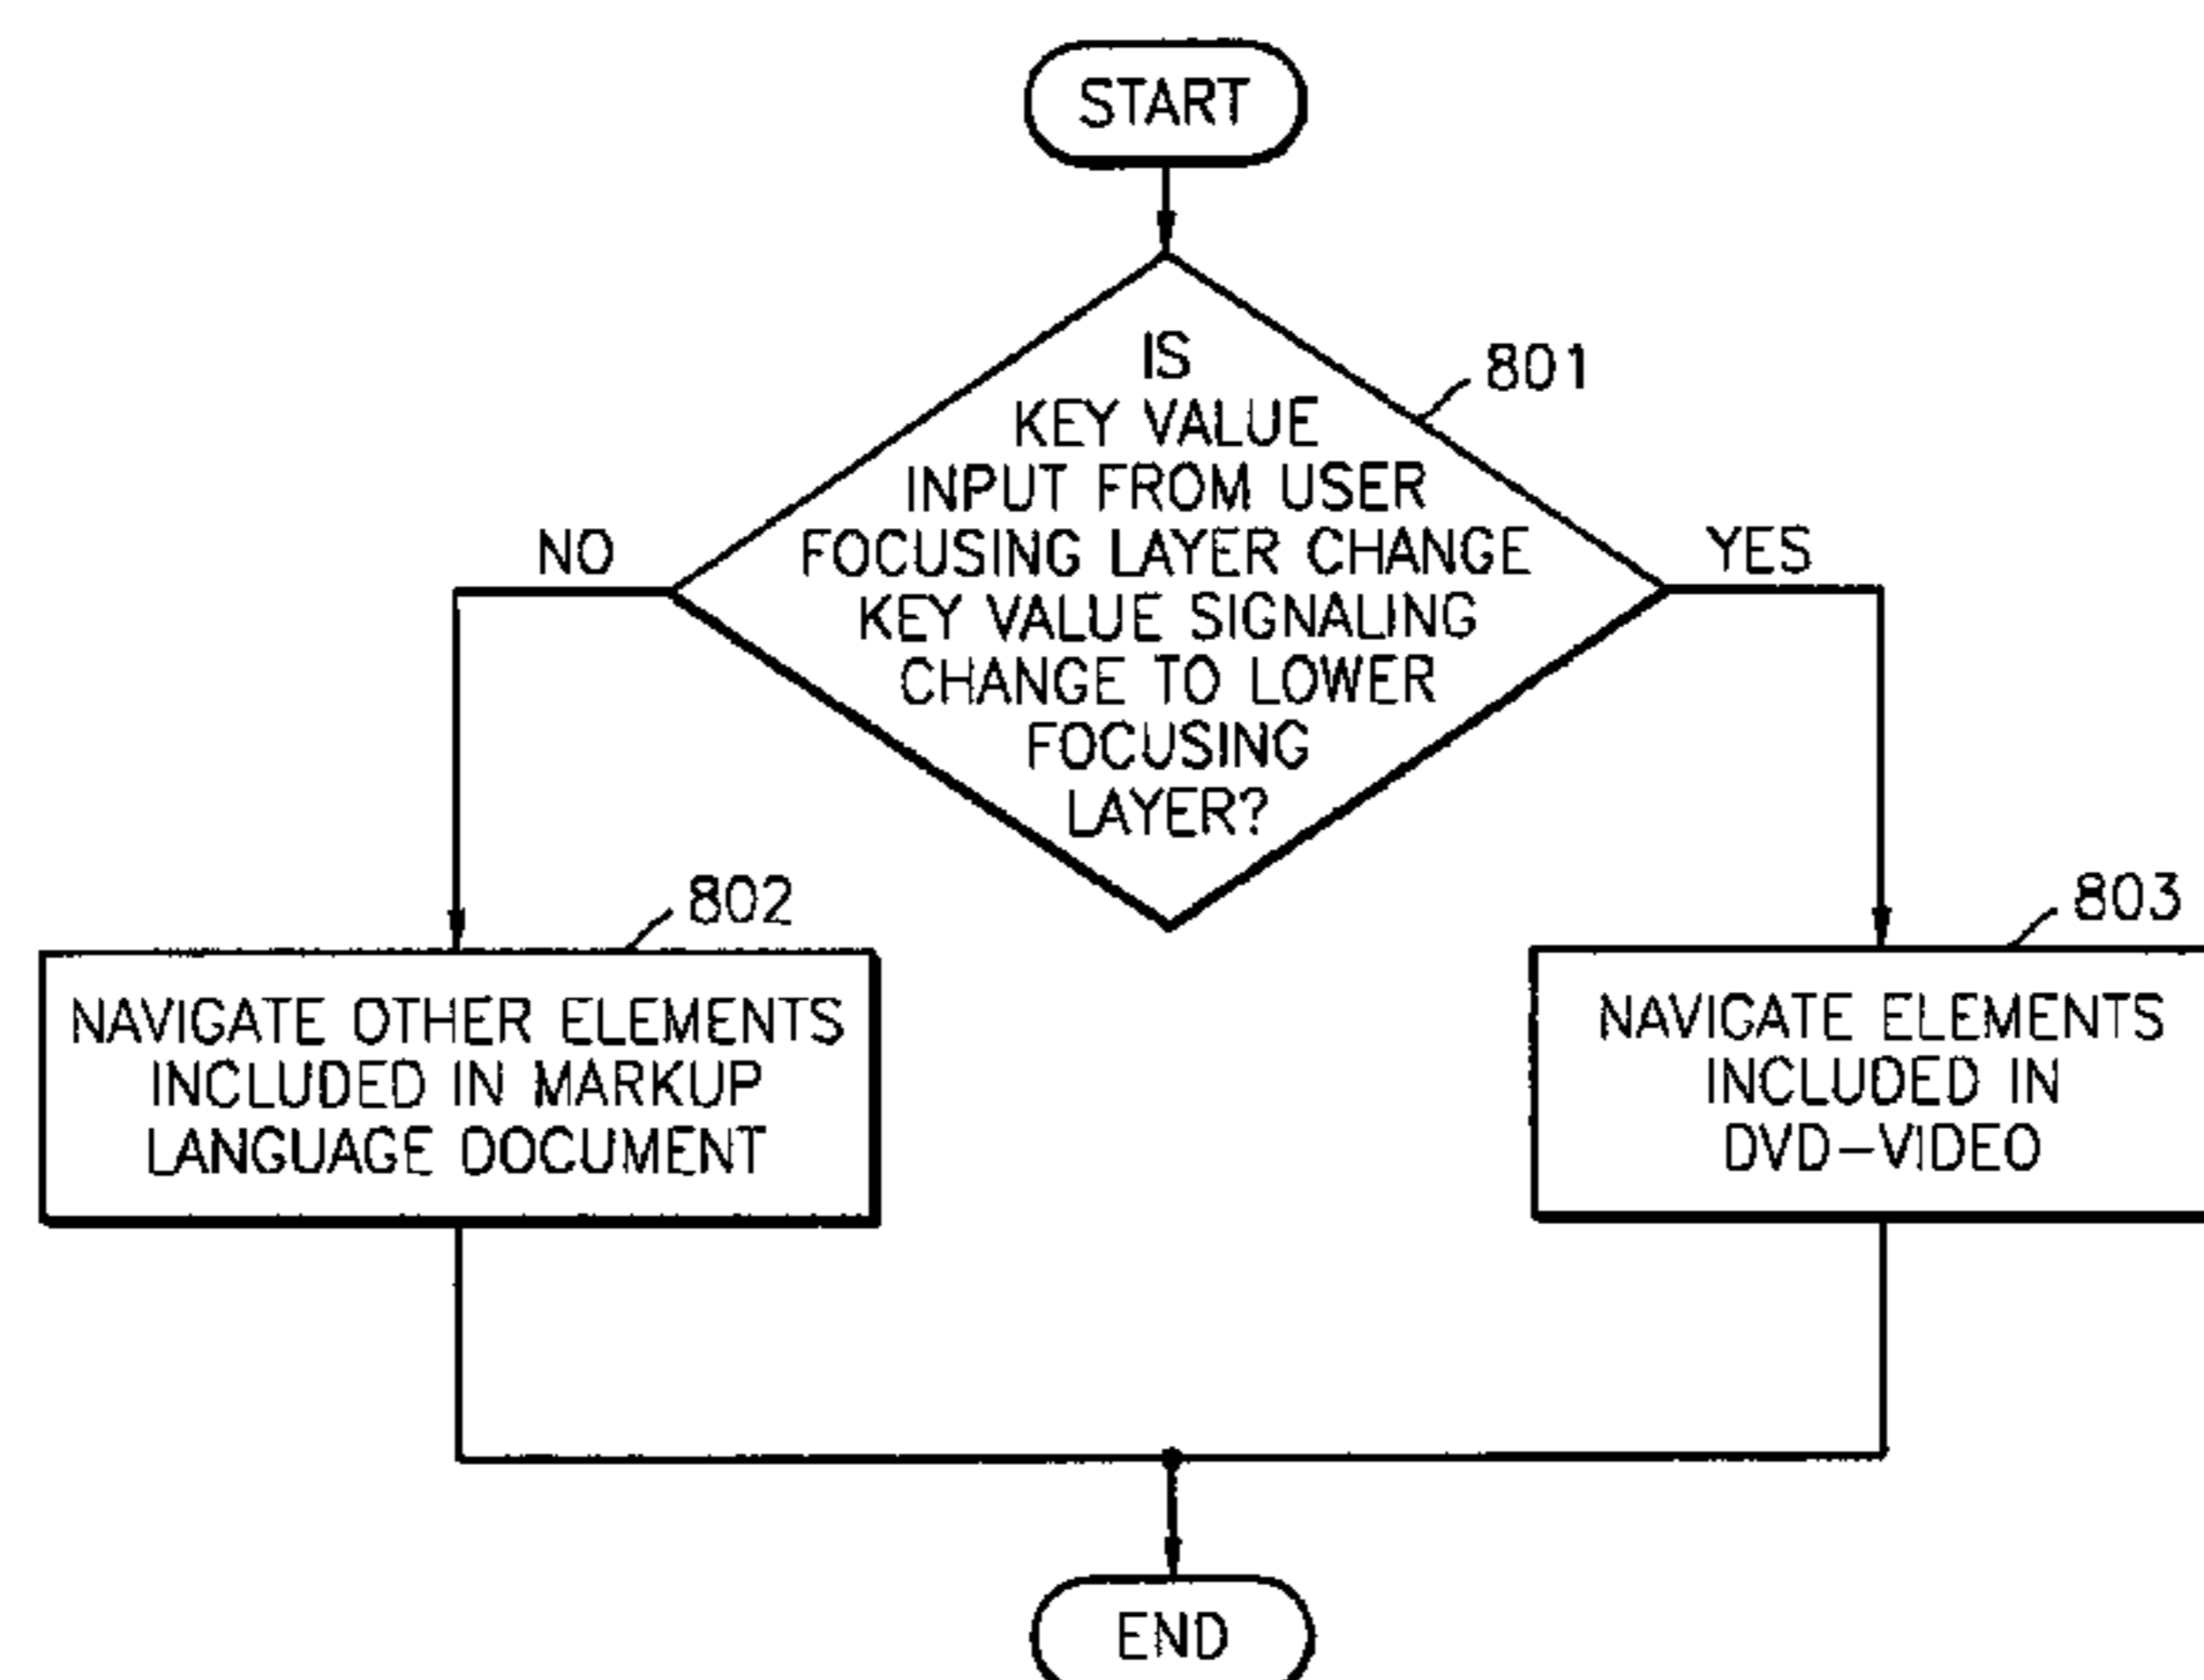 START
IS
KEY VALUE
INPUT FROM USER
FOCUSING LAYER CHANGE
KEY VALUE SIGNALING
CHANGE TO LOWER
FOCUSING
LAYER?
801
NO
YES
802
NAVIGATE OTHER ELEMENTS
INCLUDED IN MARKUP
LANGUAGE DOCUMENT
803
NAVIGATE ELEMENTS
INCLUDED IN
DVD-VIDEO
END